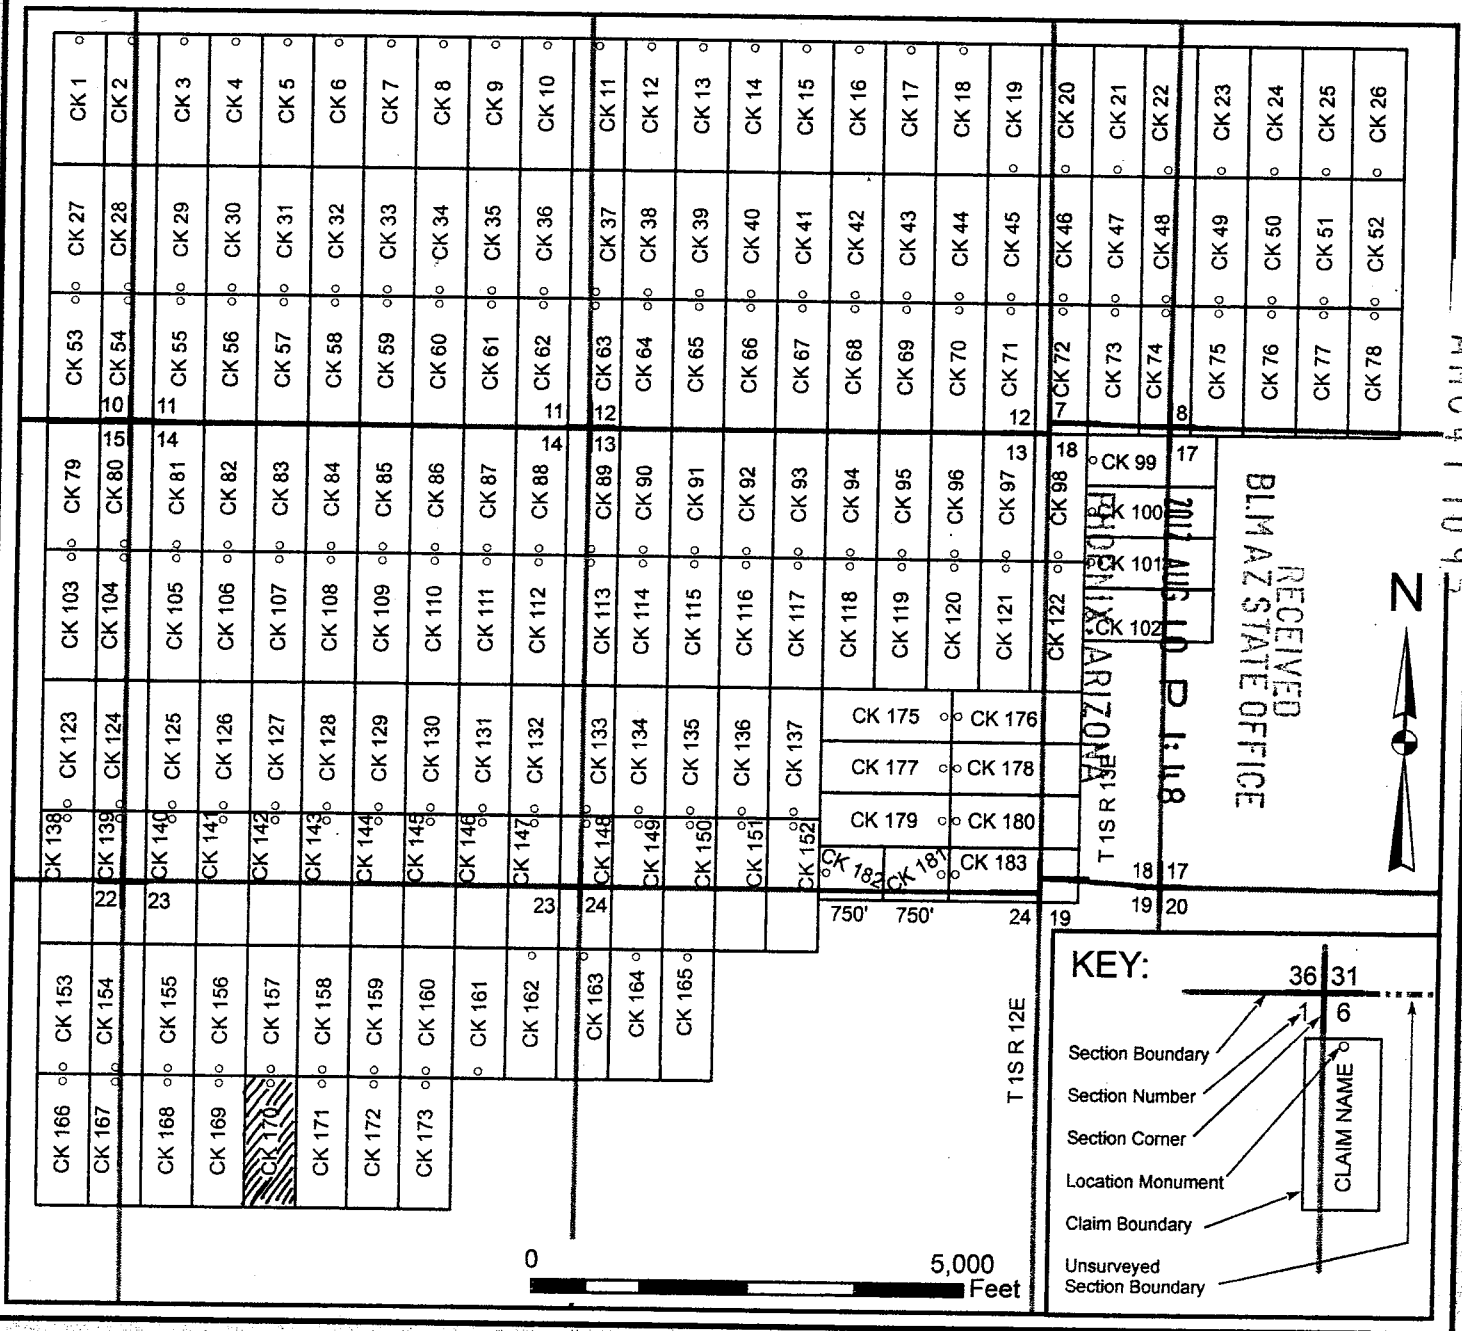 CK 1 CK 2 CK 3 CK 4 CK 5 CK 6 CK 7 CK 8 CK 9 CK 10 CK 11 CK 12 CK 13 CK 14 CK 15 CK 16 CK 17 CK 18 CK 19 CK 20 CK 21 CK 22 CK 23 CK 24 CK 25 CK 26
CK 27 CK 28 CK 29 CK 30 CK 31 CK 32 CK 33 CK 34 CK 35 CK 36 CK 37 CK 38 CK 39 CK 40 CK 41 CK 42 CK 43 CK 44 CK 45 CK 46 CK 47 CK 48 CK 49 CK 50 CK 51 CK 52
CK 53 CK 54 CK 55 CK 56 CK 57 CK 58 CK 59 CK 60 CK 61 CK 62 CK 63 CK 64 CK 65 CK 66 CK 67 CK 68 CK 69 CK 70 CK 71 CK 72 CK 73 CK 74 CK 75 CK 76 CK 77 CK 78
10 11 11 12 12 7 8
15 14 14 13 13 18 17
CK 79 CK 80 CK 81 CK 82 CK 83 CK 84 CK 85 CK 86 CK 87 CK 88 CK 89 CK 90 CK 91 CK 92 CK 93 CK 94 CK 95 CK 96 CK 97 CK 98
CK 99
CK 100
CK 101
CK 102
CK 103 CK 104 CK 105 CK 106 CK 107 CK 108 CK 109 CK 110 CK 111 CK 112 CK 113 CK 114 CK 115 CK 116 CK 117 CK 118 CK 119 CK 120 CK 121 CK 122
CK 123 CK 124 CK 125 CK 126 CK 127 CK 128 CK 129 CK 130 CK 131 CK 132 CK 133 CK 134 CK 135 CK 136 CK 137
CK 175 CK 176
CK 177 CK 178
CK 179 CK 180
CK 182 CK 181 CK 183
CK 138 CK 139 CK 140 CK 141 CK 142 CK 143 CK 144 CK 145 CK 146 CK 147 CK 148 CK 149 CK 150 CK 151 CK 152
18 17
22 23 23 24 24 19 19 20
750' 750'
CK 153 CK 154 CK 155 CK 156 CK 157 CK 158 CK 159 CK 160 CK 161 CK 162 CK 163 CK 164 CK 165
CK 166 CK 167 CK 168 CK 169 CK 170 CK 171 CK 172 CK 173
T 1S R 13E
T 1S R 12E
RECEIVED
BLM AZ STATE OFFICE
PHOENIX, ARIZONA
N
0 5,000
Feet
KEY:
36 31
1 6
Section Boundary
Section Number
Section Corner
Location Monument
Claim Boundary
Unsurveyed
Section Boundary
CLAIM NAME